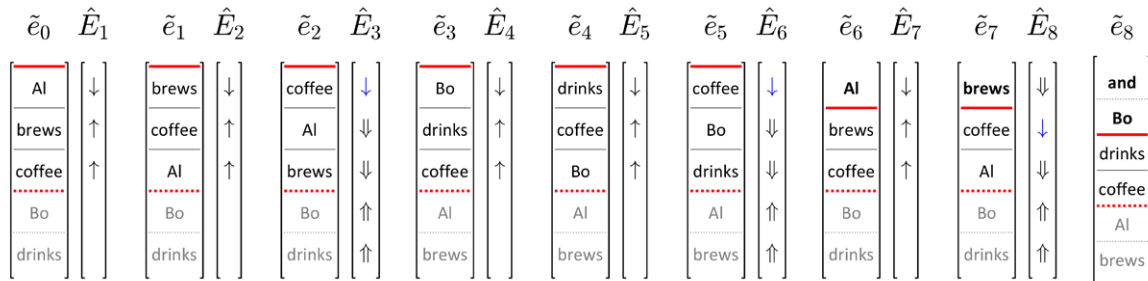 ẽ₀ Ê₁ ẽ₁ Ê₂ ẽ₂ Ê₃ ẽ₃ Ê₄ ẽ₄ Ê₅ ẽ₅ Ê₆ ẽ₆ Ê₇ ẽ₇ Ê₈ ẽ₈
Al ↓ brews ↓ coffee ↓ Bo ↓ drinks ↓ coffee ↓ Al ↓ brews ⇓ and
brews ↑ coffee ↑ Al ⇓ drinks ↑ coffee ↑ Bo ⇓ brews ↑ coffee ↓ Bo
coffee ↑ Al ↑ brews ⇓ coffee ↑ Bo ↑ drinks ⇓ coffee ↑ Al ⇓ drinks
Bo Bo Bo ⇑ Al Al Al ⇑ Bo Bo ⇑ coffee
drinks drinks drinks ⇑ brews brews brews ⇑ drinks drinks ⇑ Al
brews